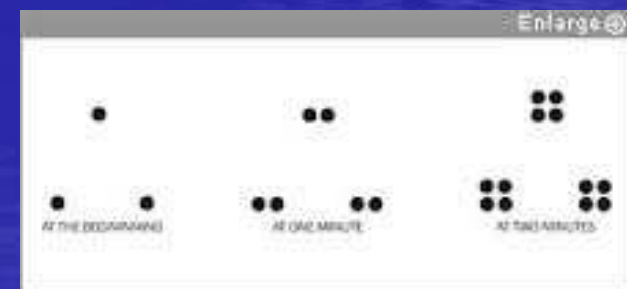 Enlarge
AT THE BEGINNING
AT ONE MINUTE
AT TWO MINUTES